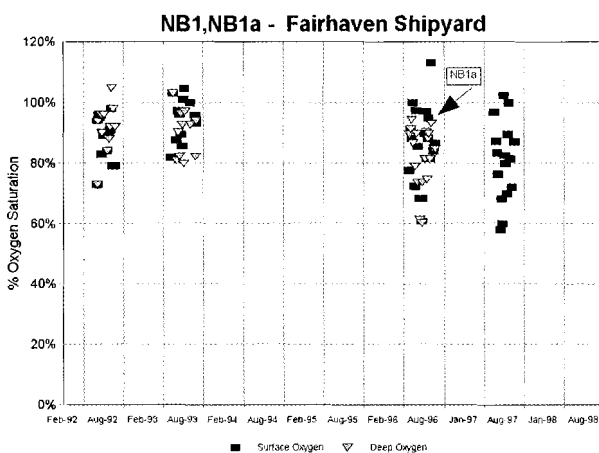 NB1,NB1a - Fairhaven Shipyard
120%
100%
80%
60%
40%
20%
0%
% Oxygen Saturation
NB1a
Feb-92 Aug-92 Feb-93 Aug-93 Feb-94 Aug-94 Feb-95 Aug-95 Feb-96 Aug-96 Jan-97 Aug-97 Jan-98 Aug-98
Surface Oxygen Deep Oxygen